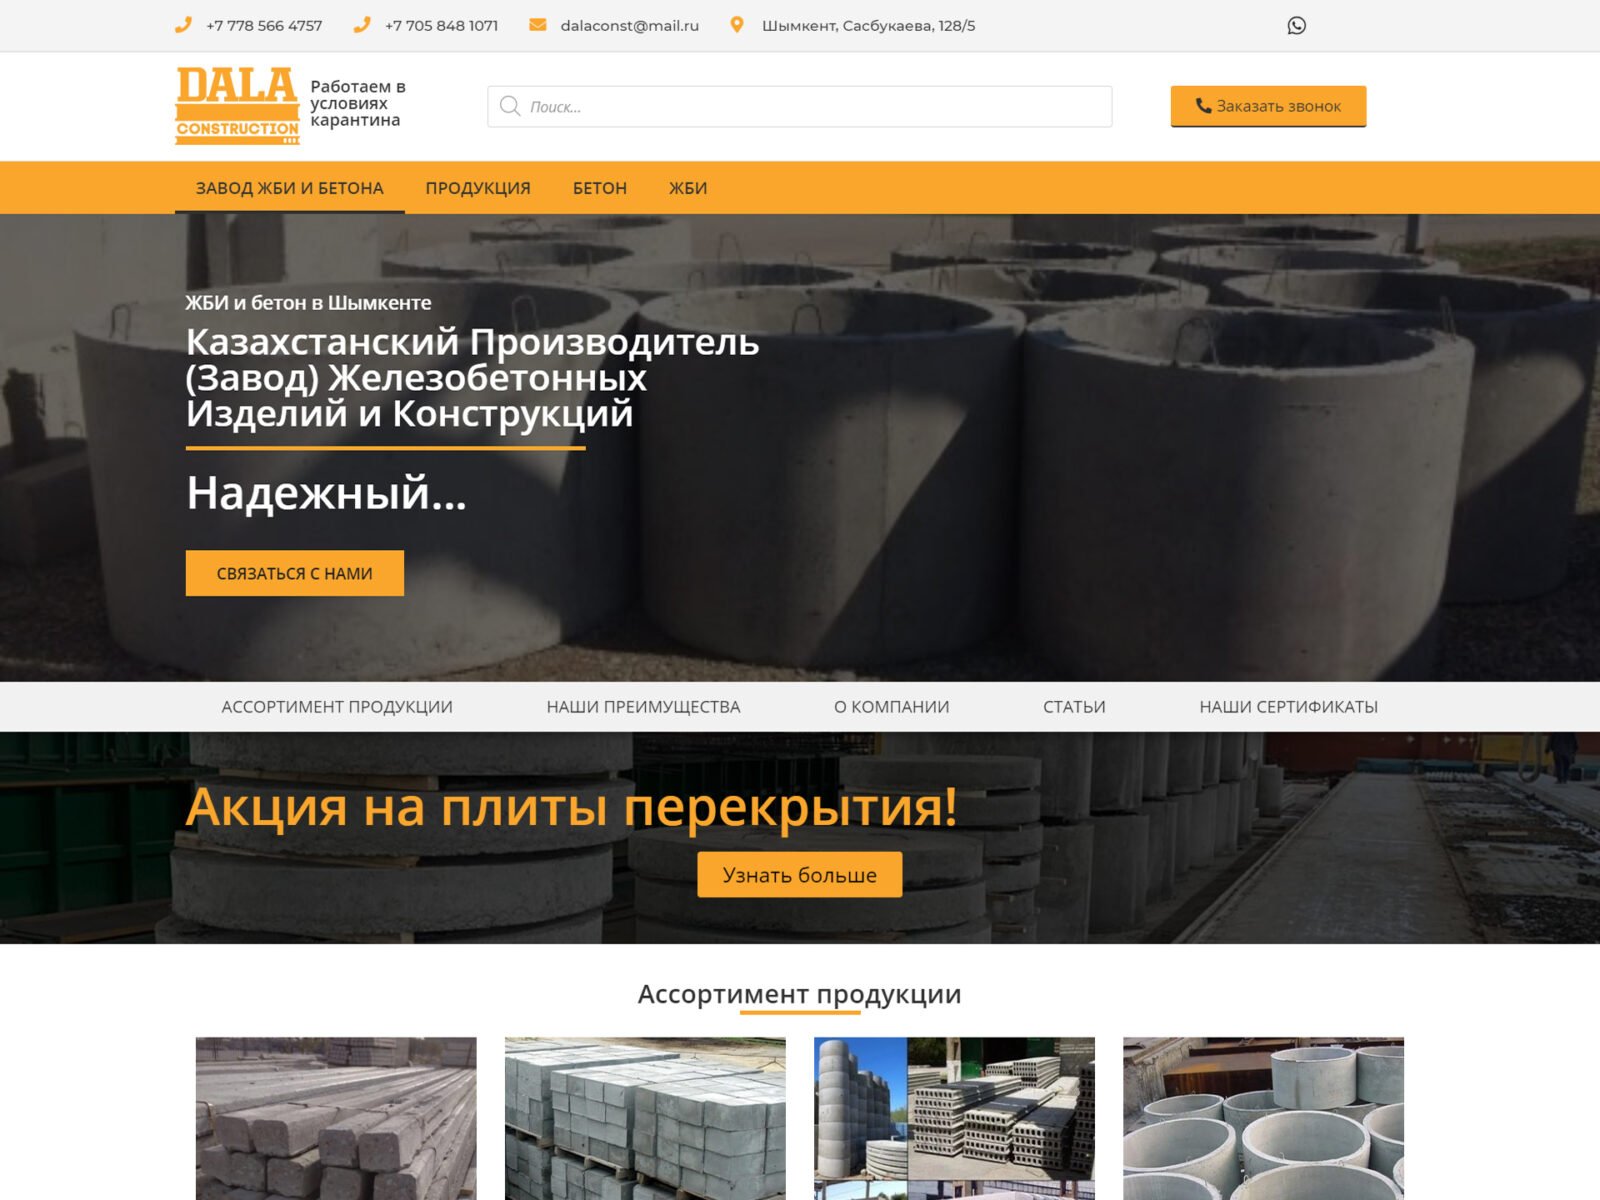 +7 778 566 4757
+7 705 848 1071
dalaconst@mail.ru
Шымкент, Сасбукаева, 128/5
DALA
CONSTRUCTION
Работаем в
условиях
карантина
Поиск...
Заказать звонок
ЗАВОД ЖБИ И БЕТОНА
ПРОДУКЦИЯ
БЕТОН
ЖБИ
ЖБИ и бетон в Шымкенте
Казахстанский Производитель
(Завод) Железобетонных
Изделий и Конструкций
Надежный...
СВЯЗАТЬСЯ С НАМИ
АССОРТИМЕНТ ПРОДУКЦИИ
НАШИ ПРЕИМУЩЕСТВА
О КОМПАНИИ
СТАТЬИ
НАШИ СЕРТИФИКАТЫ
Акция на плиты перекрытия!
Узнать больше
Ассортимент продукции